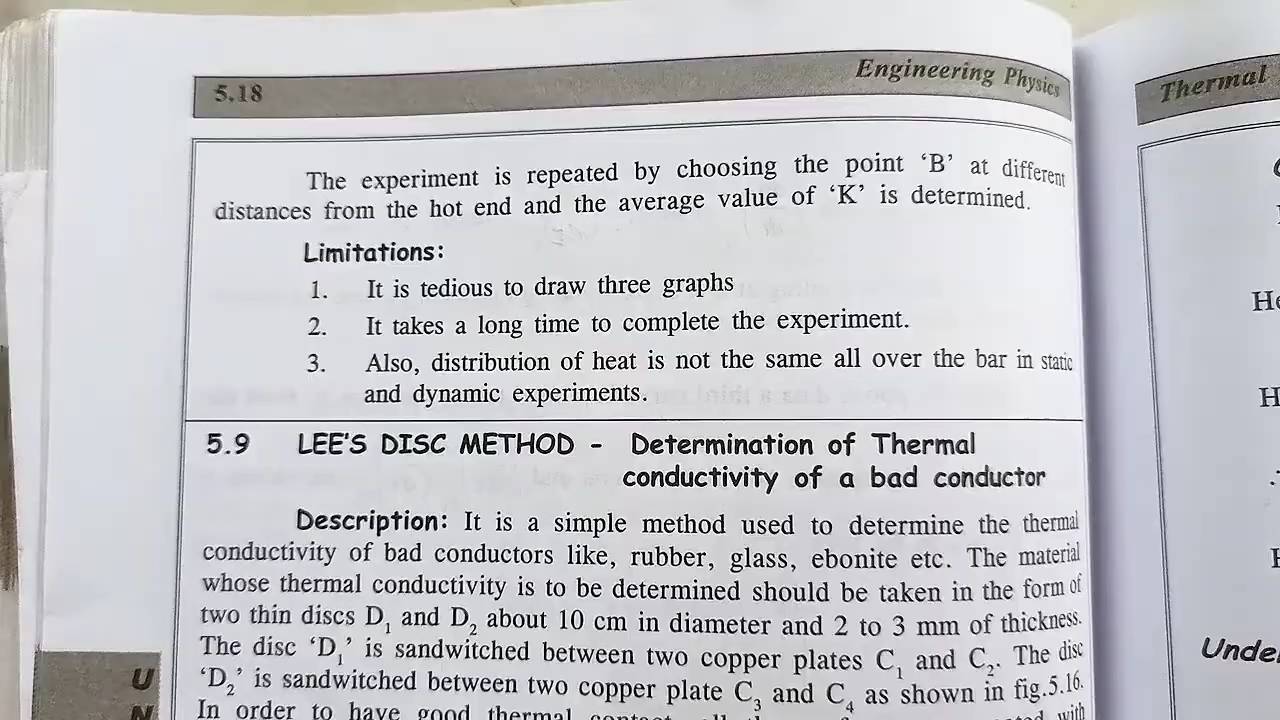 5.18 Engineering Physics
The experiment is repeated by choosing the point ‘B’ at different
distances from the hot end and the average value of ‘K’ is determined.
Limitations:
1. It is tedious to draw three graphs
2. It takes a long time to complete the experiment.
3. Also, distribution of heat is not the same all over the bar in static
and dynamic experiments.
5.9 LEE'S DISC METHOD - Determination of Thermal
conductivity of a bad conductor
Description: It is a simple method used to determine the thermal
conductivity of bad conductors like, rubber, glass, ebonite etc. The material
whose thermal conductivity is to be determined should be taken in the form of
two thin discs D₁ and D₂ about 10 cm in diameter and 2 to 3 mm of thickness.
The disc ‘D₁’ is sandwitched between two copper plates C₁ and C₂. The disc
‘D₂’ is sandwitched between two copper plate C₃ and C₄ as shown in fig.5.16.
In order to have good thermal
U
N
Thermal